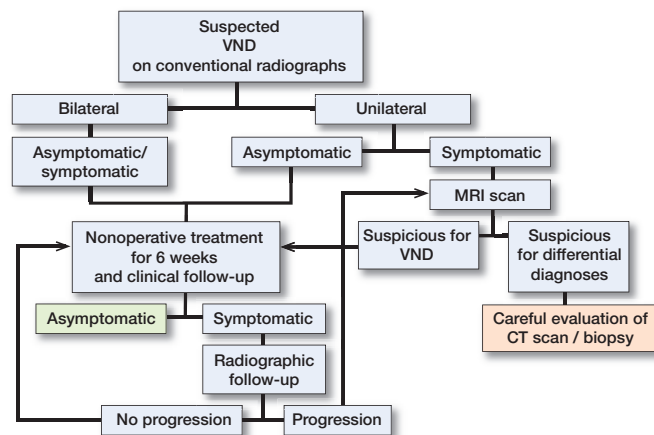 Suspected
VND
on conventional radiographs
Bilateral
Unilateral
Asymptomatic/
symptomatic
Asymptomatic
Symptomatic
MRI scan
Nonoperative treatment
for 6 weeks
and clinical follow-up
Suspicious for
VND
Suspicious
for differential
diagnoses
Asymptomatic
Symptomatic
Careful evaluation of
CT scan / biopsy
Radiographic
follow-up
No progression
Progression